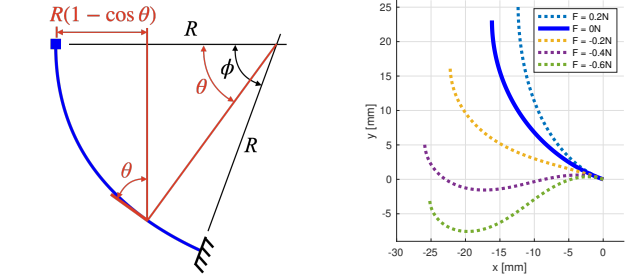 R(1 − cos θ)
R
θ
ϕ
R
θ
25
20
15
10
5
0
-5
-30
-25
-20
-15
-10
-5
0
y [mm]
x [mm]
F = 0.2N
F = 0N
F = -0.2N
F = -0.4N
F = -0.6N